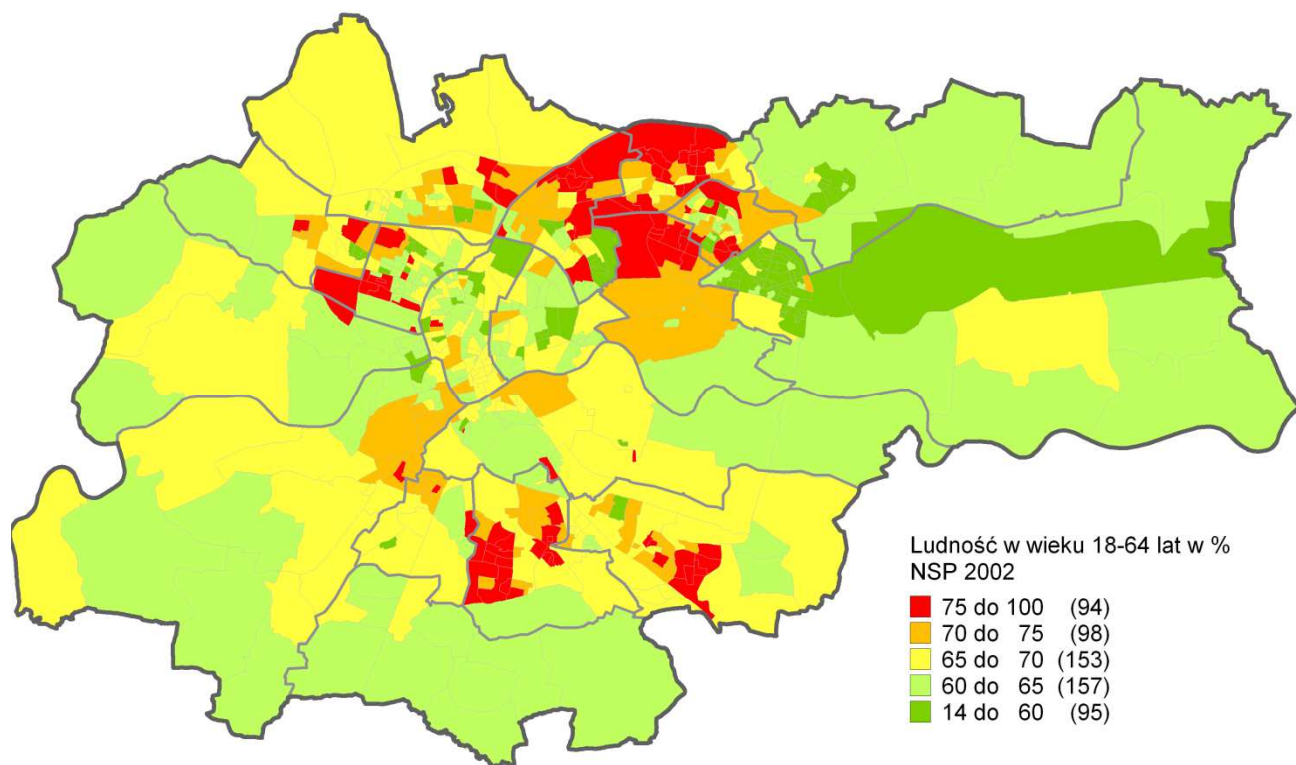 Ludność w wieku 18-64 lat w %
NSP 2002
75 do 100 (94)
70 do 75 (98)
65 do 70 (153)
60 do 65 (157)
14 do 60 (95)